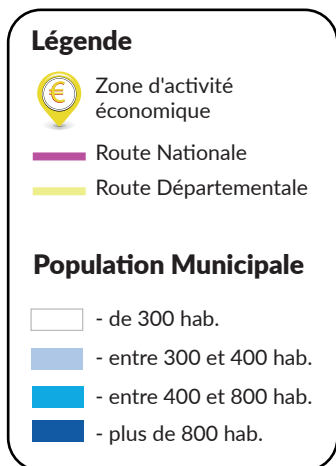 Légende
€
Zone d'activité
économique
Route Nationale
Route Départementale
Population Municipale
- de 300 hab.
- entre 300 et 400 hab.
- entre 400 et 800 hab.
- plus de 800 hab.